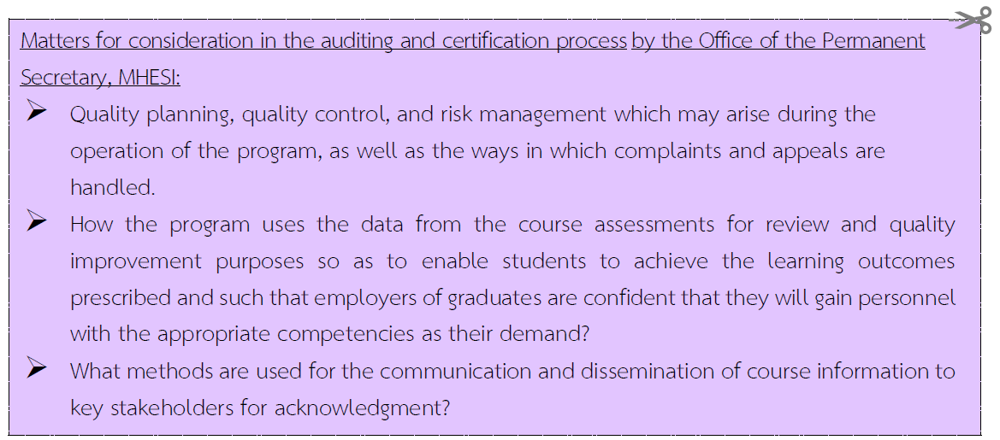 Matters for consideration in the auditing and certification process by the Office of the Permanent
Secretary, MHESI:
➢ Quality planning, quality control, and risk management which may arise during the
operation of the program, as well as the ways in which complaints and appeals are
handled.
➢ How the program uses the data from the course assessments for review and quality
improvement purposes so as to enable students to achieve the learning outcomes
prescribed and such that employers of graduates are confident that they will gain personnel
with the appropriate competencies as their demand?
➢ What methods are used for the communication and dissemination of course information to
key stakeholders for acknowledgment?